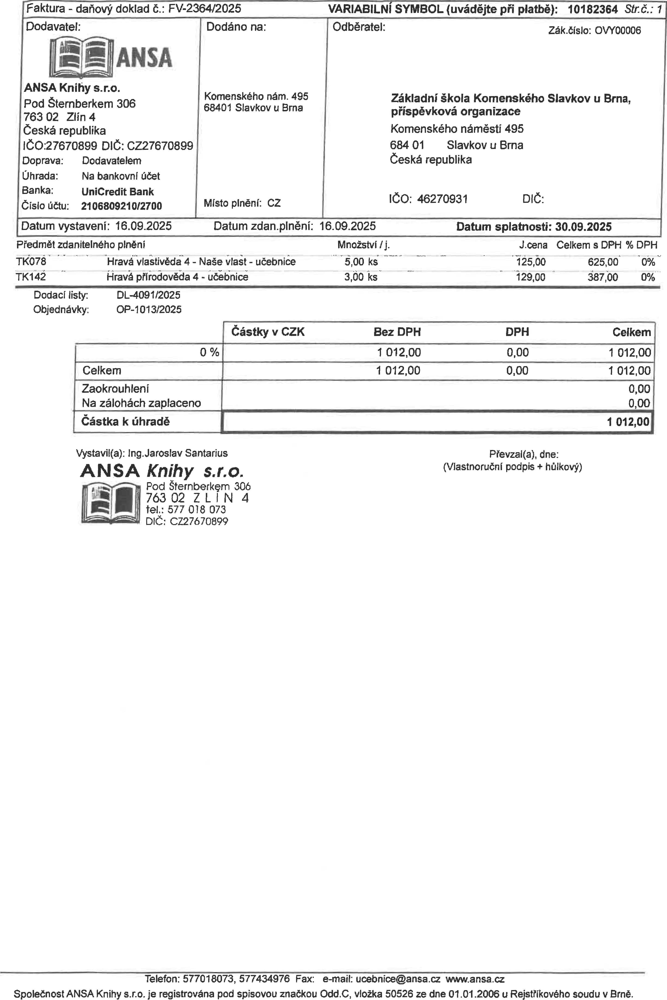 Faktura - daňový doklad č.: FV-2364/2025 VARIABILNÍ SYMBOL (uvádějte při platbě): 10182364 Str.č.: 1
Dodavatel:
ANSA
ANSA Knihy s.r.o.
Pod Šternberkem 306
763 02 Zlín 4
Česká republika
IČO:27670899 DIČ: CZ27670899
Doprava: Dodavatelem
Úhrada: Na bankovní účet
Banka: UniCredit Bank
Číslo účtu: 2106809210/2700
Dodáno na:
Komenského nám. 495
68401 Slavkov u Brna
Místo plnění: CZ
Odběratel:
Zák.číslo: OVY00006
Základní škola Komenského Slavkov u Brna,
příspěvková organizace
Komenského náměstí 495
684 01 Slavkov u Brna
Česká republika
IČO: 46270931 DIČ:
Datum vystavení: 16.09.2025 Datum zdan.plnění: 16.09.2025 Datum splatnosti: 30.09.2025
Předmět zdanitelného plnění Množství / j. J.cena Celkem s DPH % DPH
TK078 Hravá vlastivěda 4 - Naše vlast - učebnice 5,00 ks 125,00 625,00 0%
TK142 Hravá přírodověda 4 - učebnice 3,00 ks 129,00 387,00 0%
Dodací listy: DL-4091/2025
Objednávky: OP-1013/2025
Částky v CZK Bez DPH DPH Celkem
0 % 1 012,00 0,00 1 012,00
Celkem 1 012,00 0,00 1 012,00
Zaokrouhlení 0,00
Na zálohách zaplaceno 0,00
Částka k úhradě 1 012,00
Vystavil(a): Ing.Jaroslav Santarius
Převzal(a), dne:
(Vlastnoruční podpis + hůlkový)
ANSA Knihy s.r.o.
Pod Šternberkem 306
763 02 ZLÍN 4
tel.: 577 018 073
DIČ: CZ27670899
Telefon: 577018073, 577434976 Fax: e-mail: ucebnice@ansa.cz www.ansa.cz
Společnost ANSA Knihy s.r.o. je registrována pod spisovou značkou Odd.C, vložka 50526 ze dne 01.01.2006 u Rejstříkového soudu v Brně.